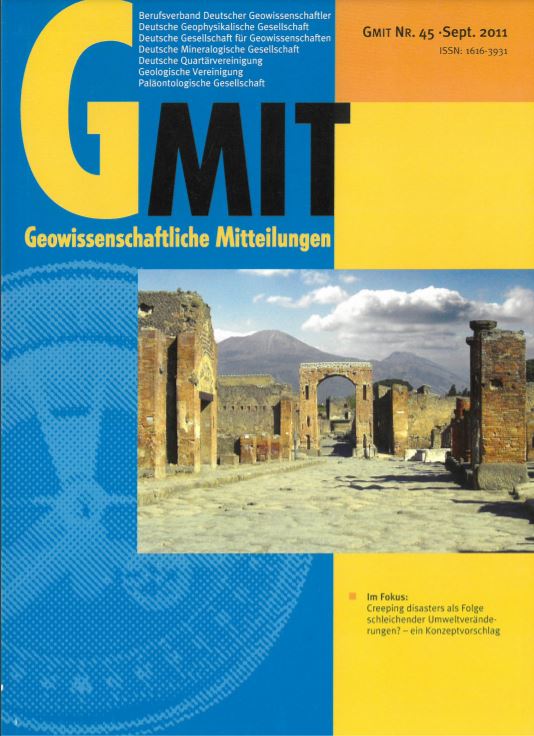 Berufsverband Deutscher Geowissenschaftler
Deutsche Geophysikalische Gesellschaft
Deutsche Gesellschaft für Geowissenschaften
Deutsche Mineralogische Gesellschaft
Deutsche Quartärvereinigung
Geologische Vereinigung
Paläontologische Gesellschaft
GMIT NR. 45 ·Sept. 2011
ISSN: 1616-3931
GMIT
Geowissenschaftliche Mitteilungen
Im Fokus:
Creeping disasters als Folge
schleichender Umweltverände-
rungen? – ein Konzeptvorschlag